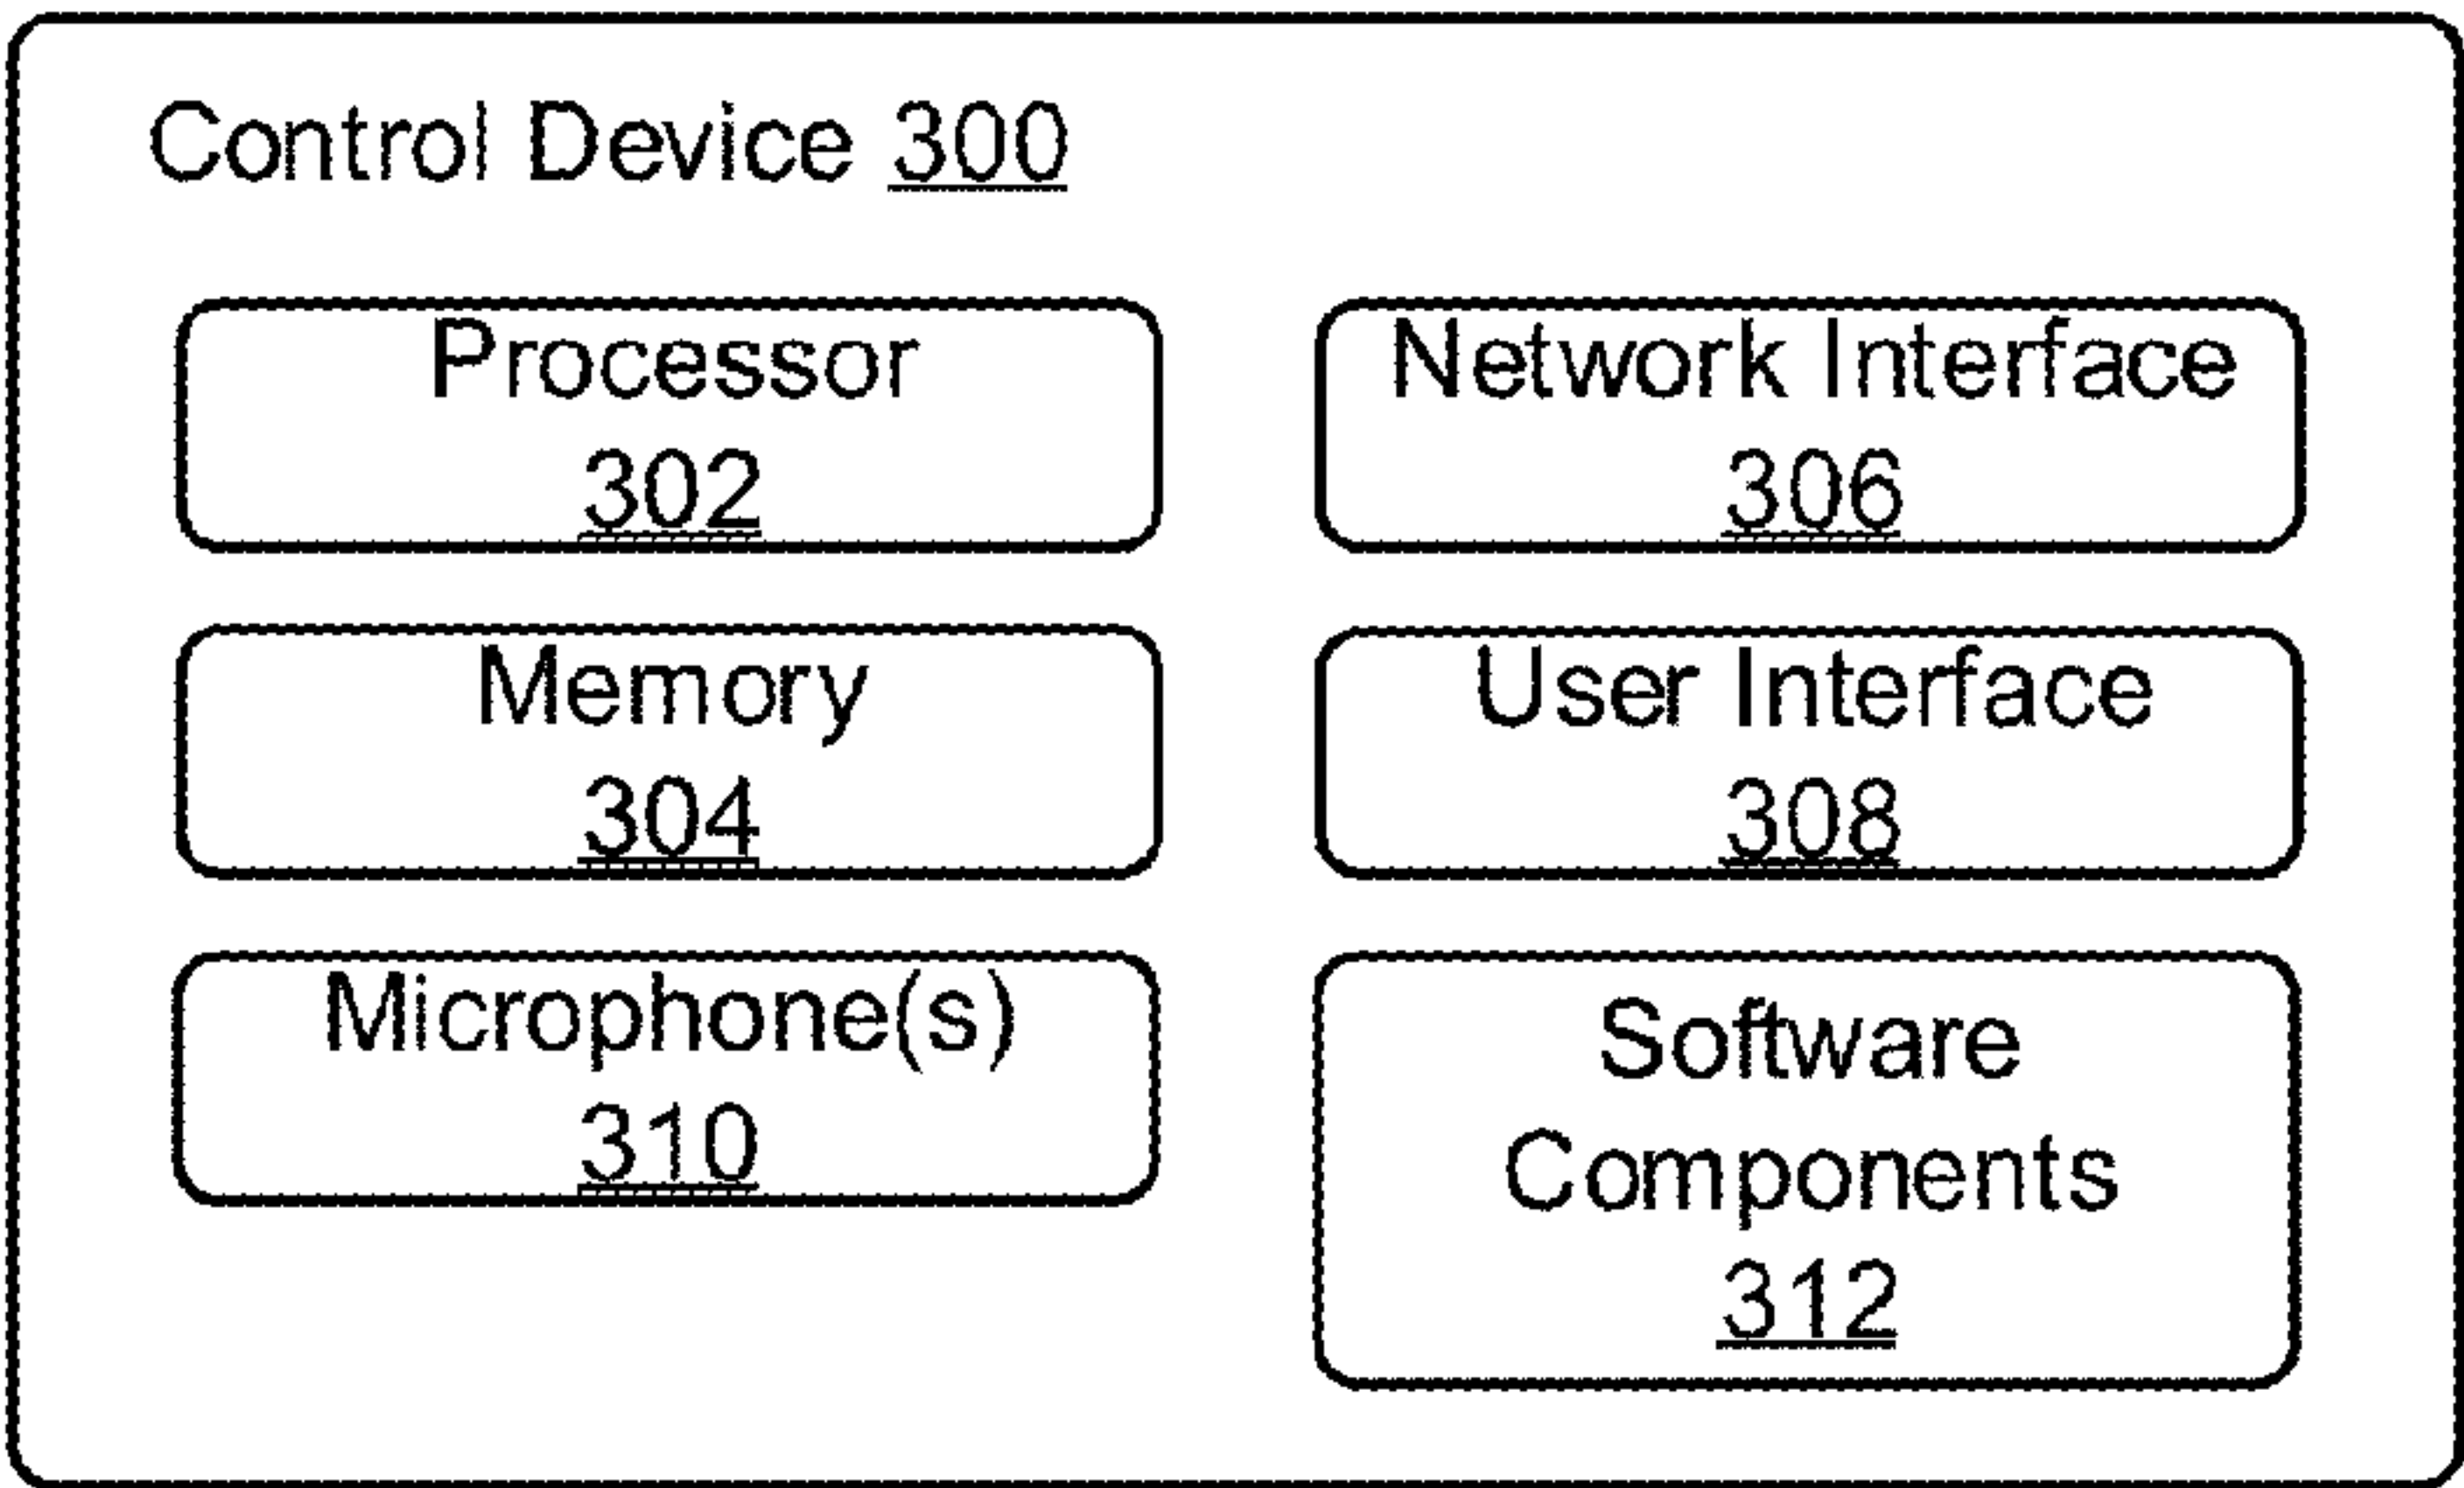 Control Device 300
Processor
302
Network Interface
306
Memory
304
User Interface
308
Microphone(s)
310
Software
Components
312